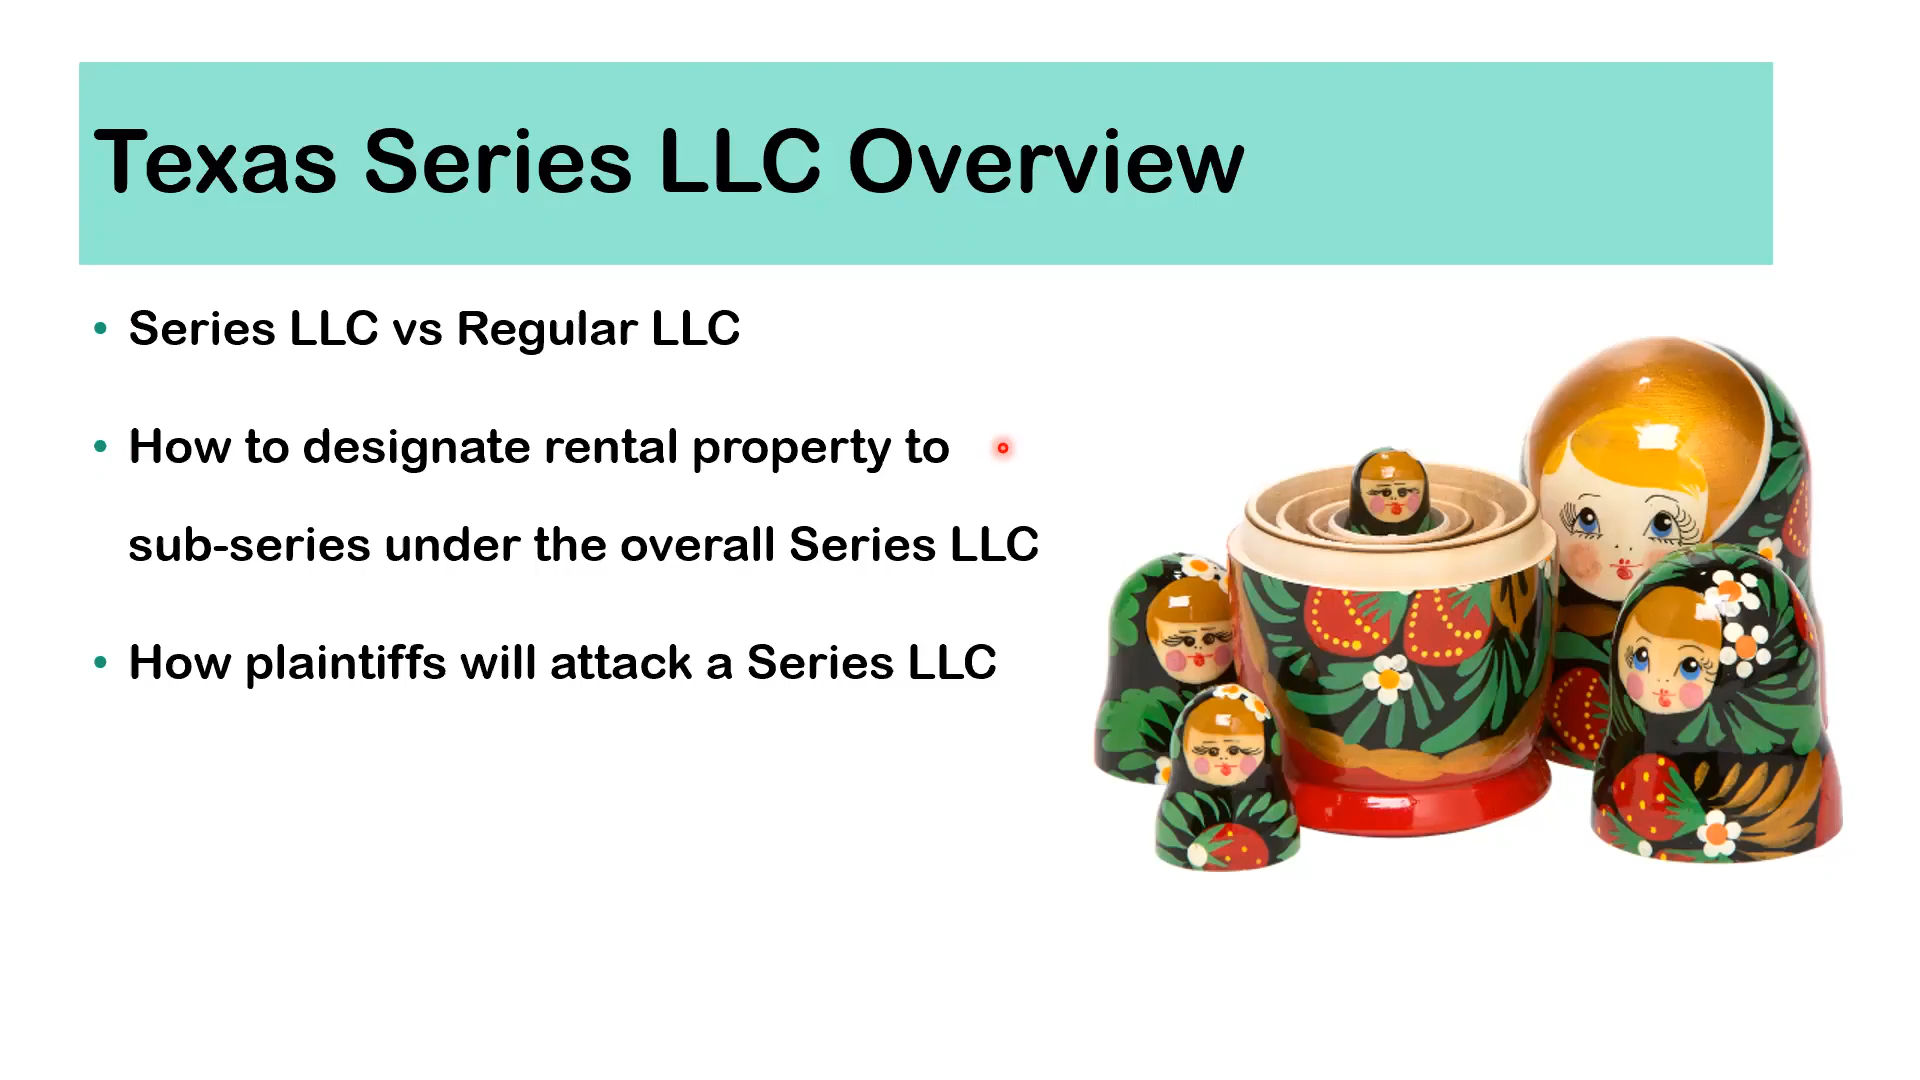 Texas Series LLC Overview
• Series LLC vs Regular LLC
• How to designate rental property to
sub-series under the overall Series LLC
• How plaintiffs will attack a Series LLC